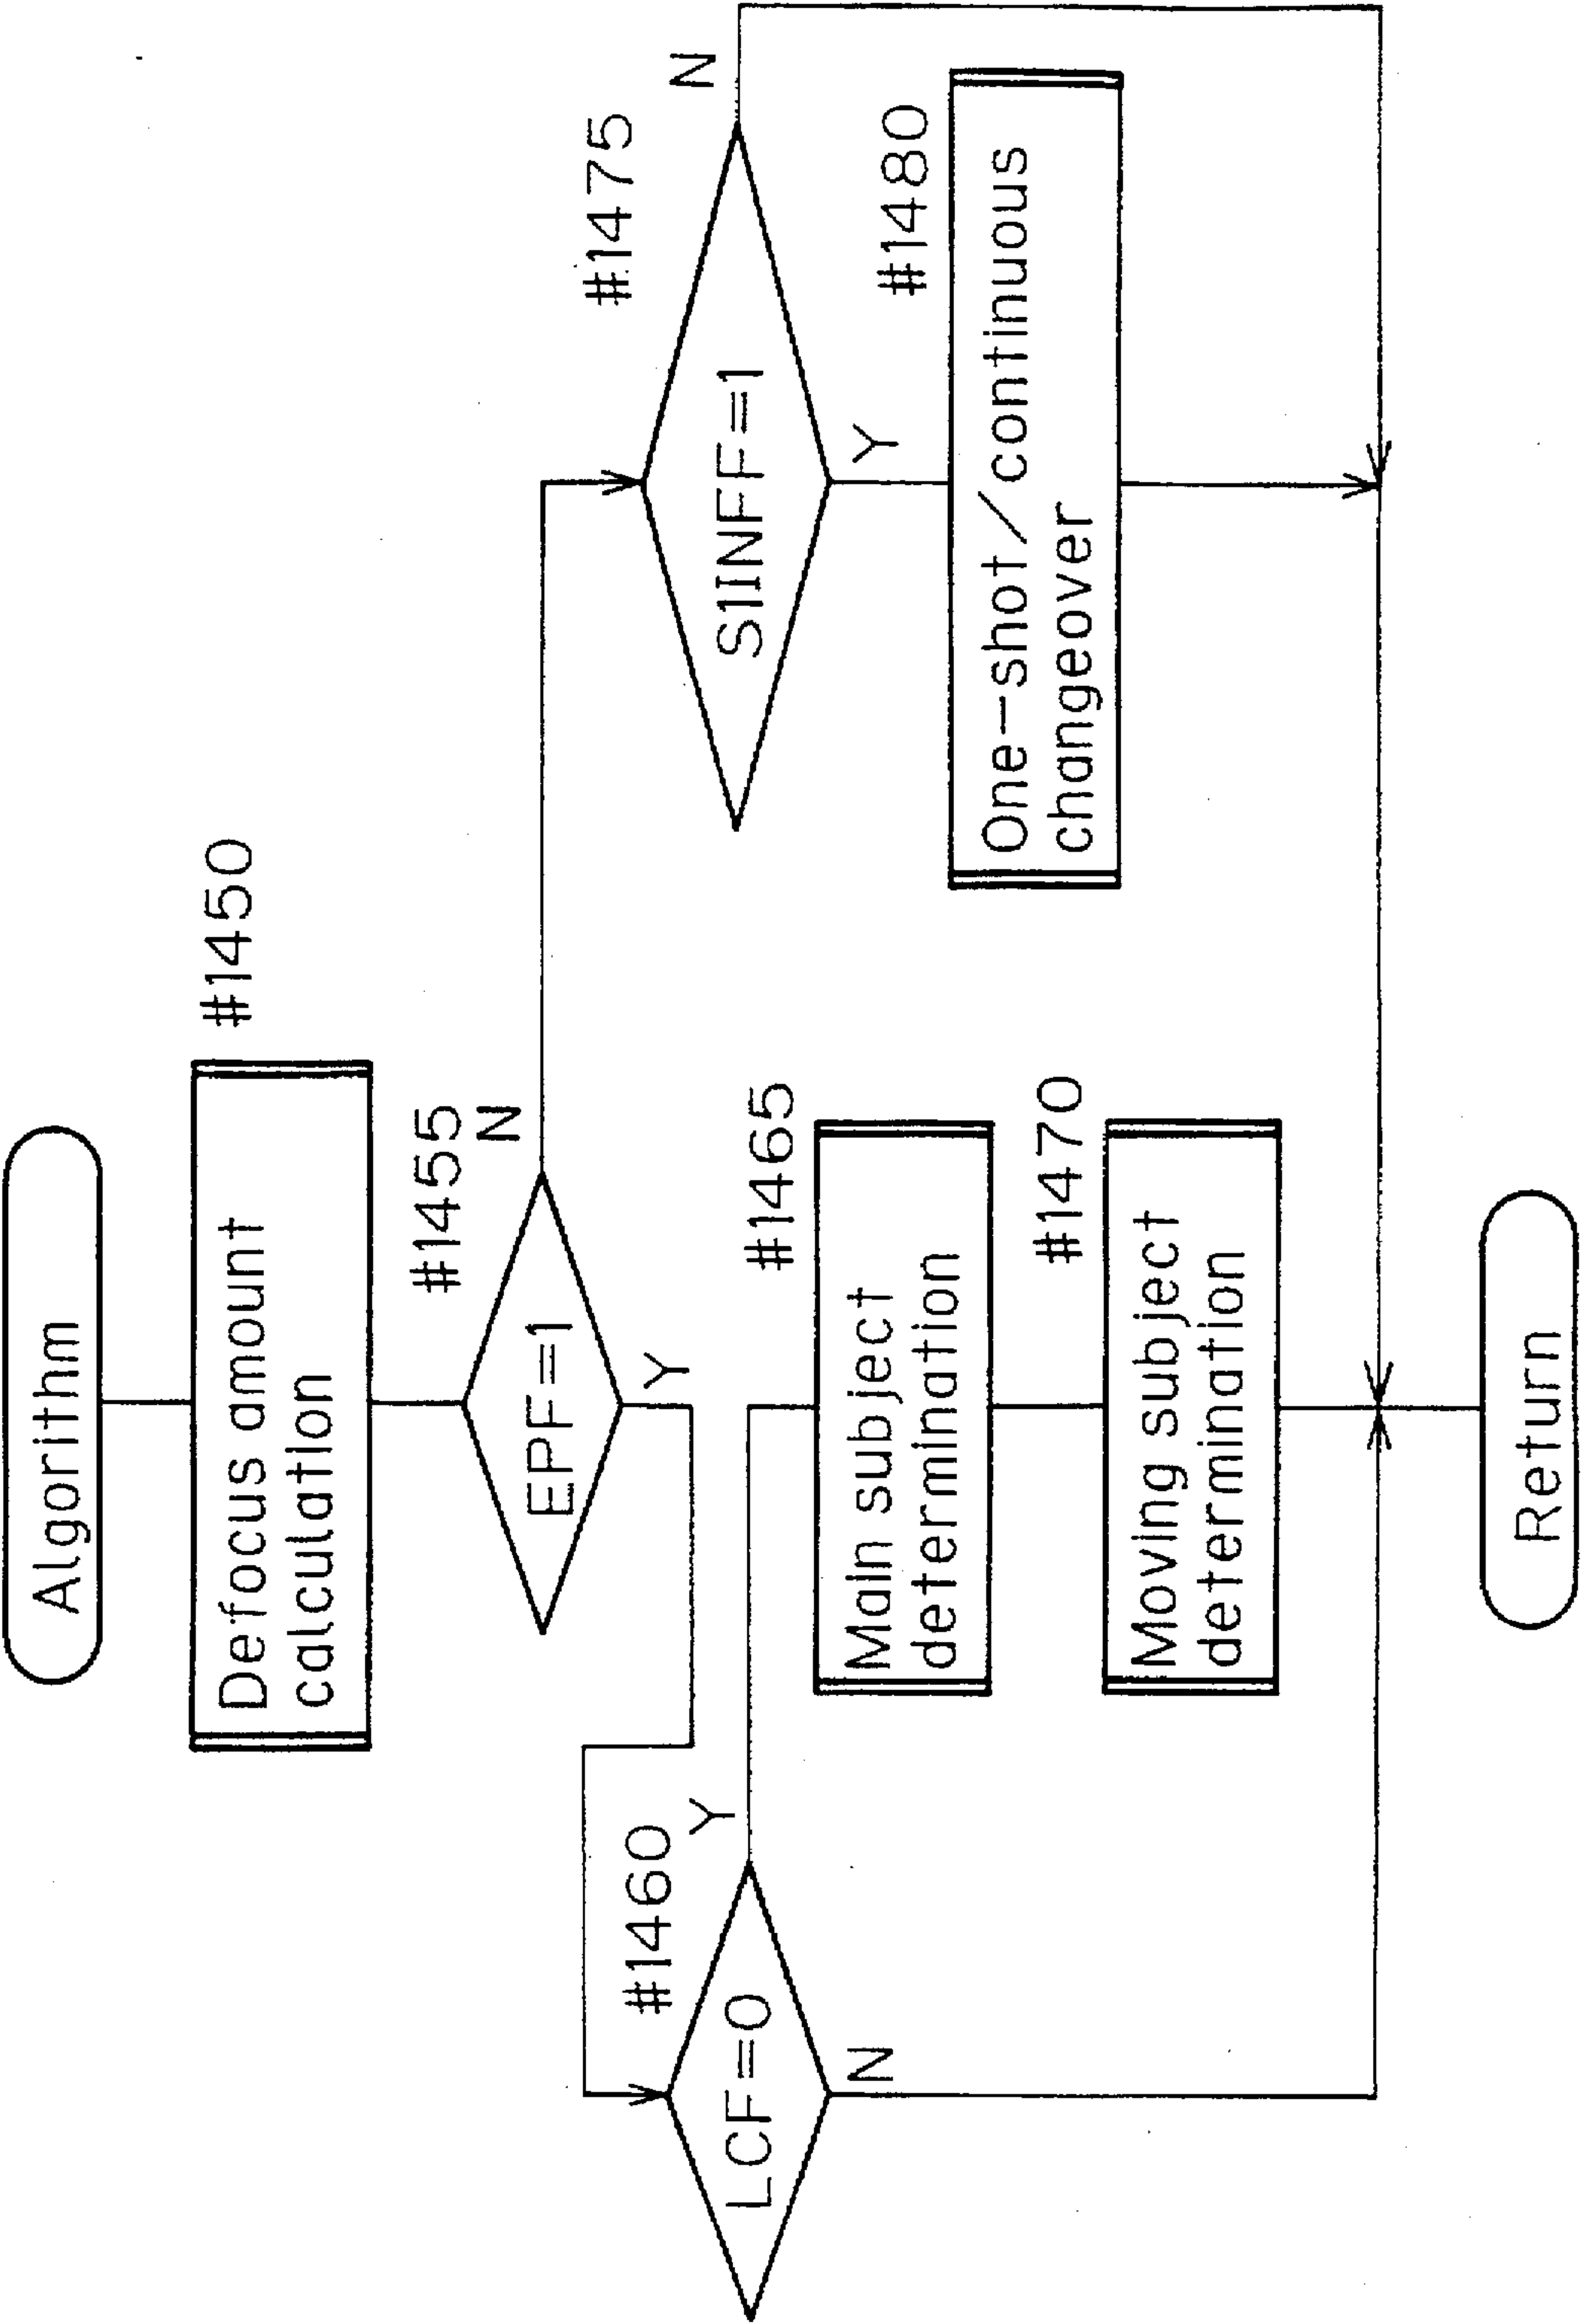 Algorithm
#1450
Defocus amount
calculation
#1455
EPF=1
N
Y
#1460
LCF=0
Y
N
#1465
Main subject
determination
#1470
Moving subject
determination
#1475
S1INFF=1
N
Y
#1480
One-shot/continuous
changeover
Return